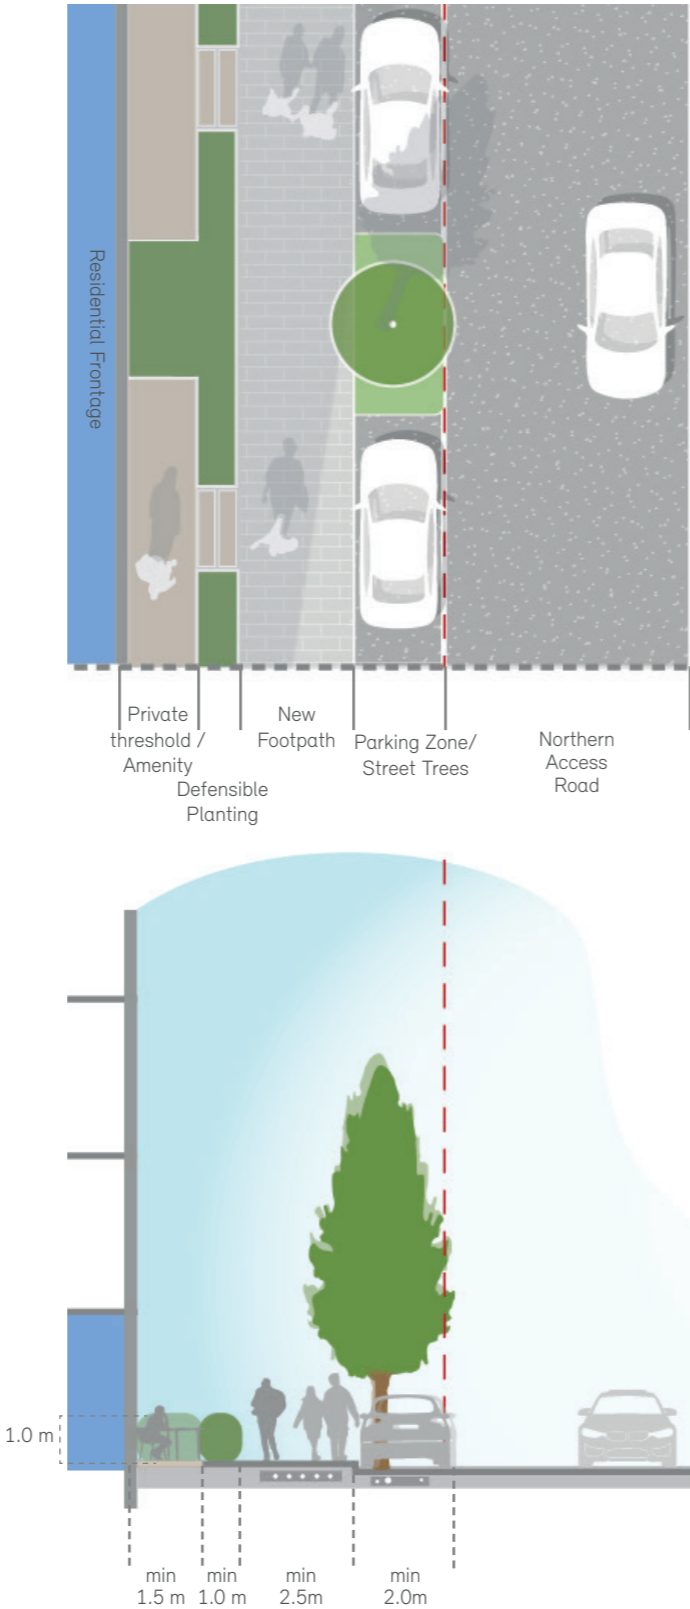 Residential Frontage
Private
threshold /
Amenity
Defensible
Planting
New
Footpath
Parking Zone/
Street Trees
Northern
Access
Road
1.0 m
min
1.5 m
min
1.0 m
min
2.5m
min
2.0m